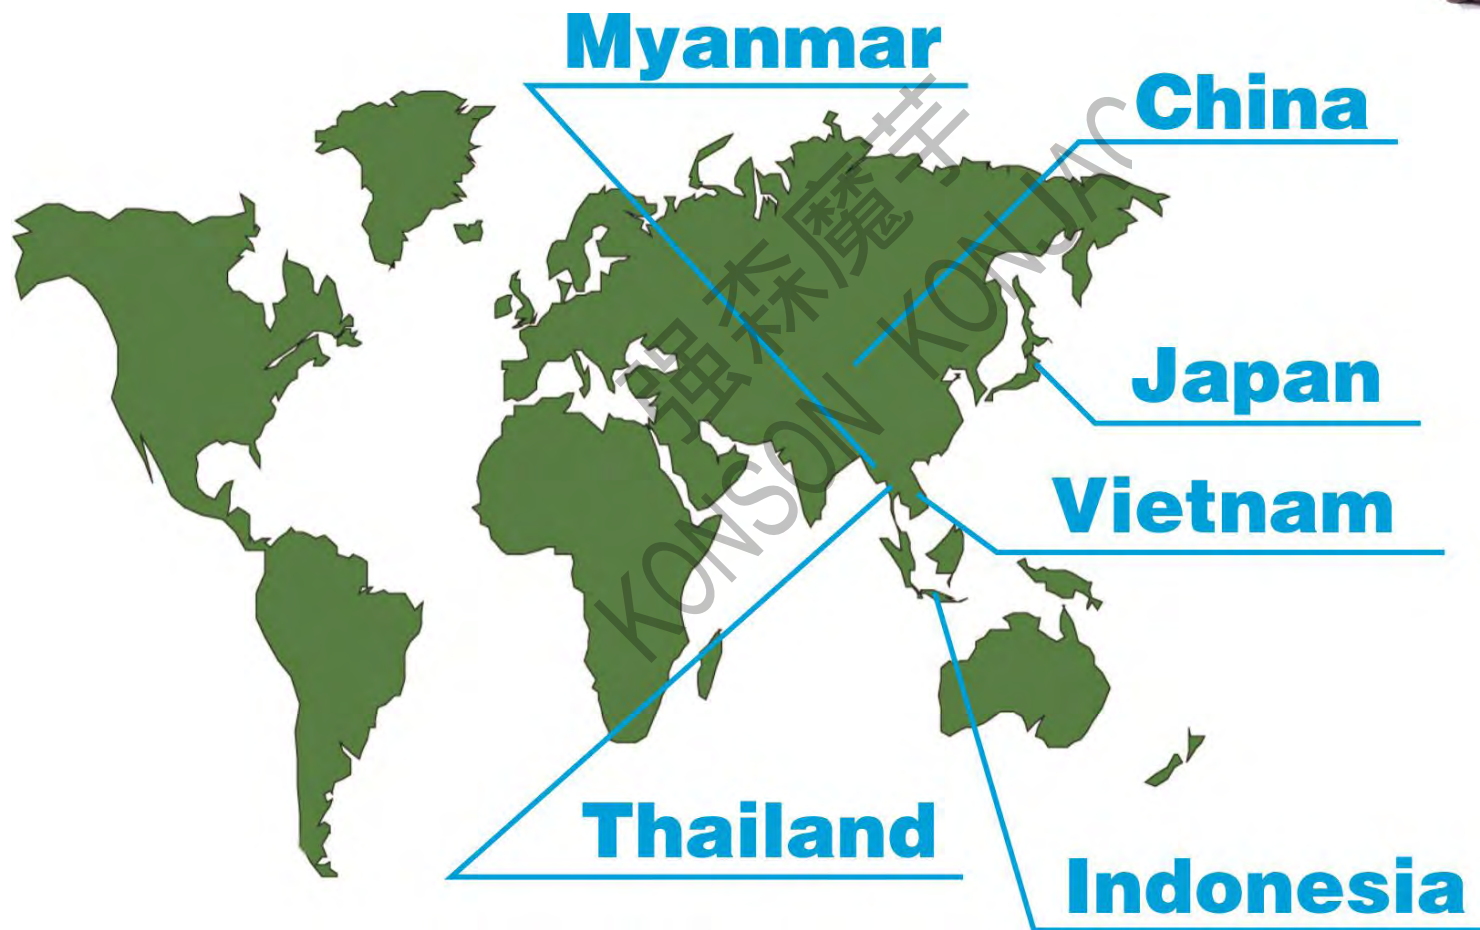 Myanmar
China
Japan
Vietnam
Thailand
Indonesia
强森魔芋
KONSON KONJAC